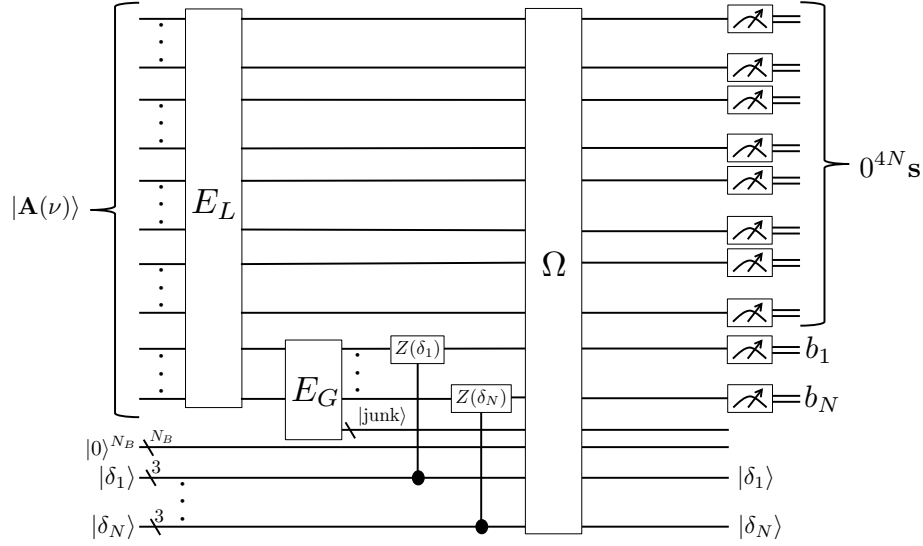 |A(ν)⟩
E_L
Ω
0^{4N} s
Z(δ_1)
b_1
E_G
Z(δ_N)
b_N
|junk⟩
|0⟩^{N_B} N_B
|δ_1⟩ 3 |δ_1⟩
|δ_N⟩ 3 |δ_N⟩